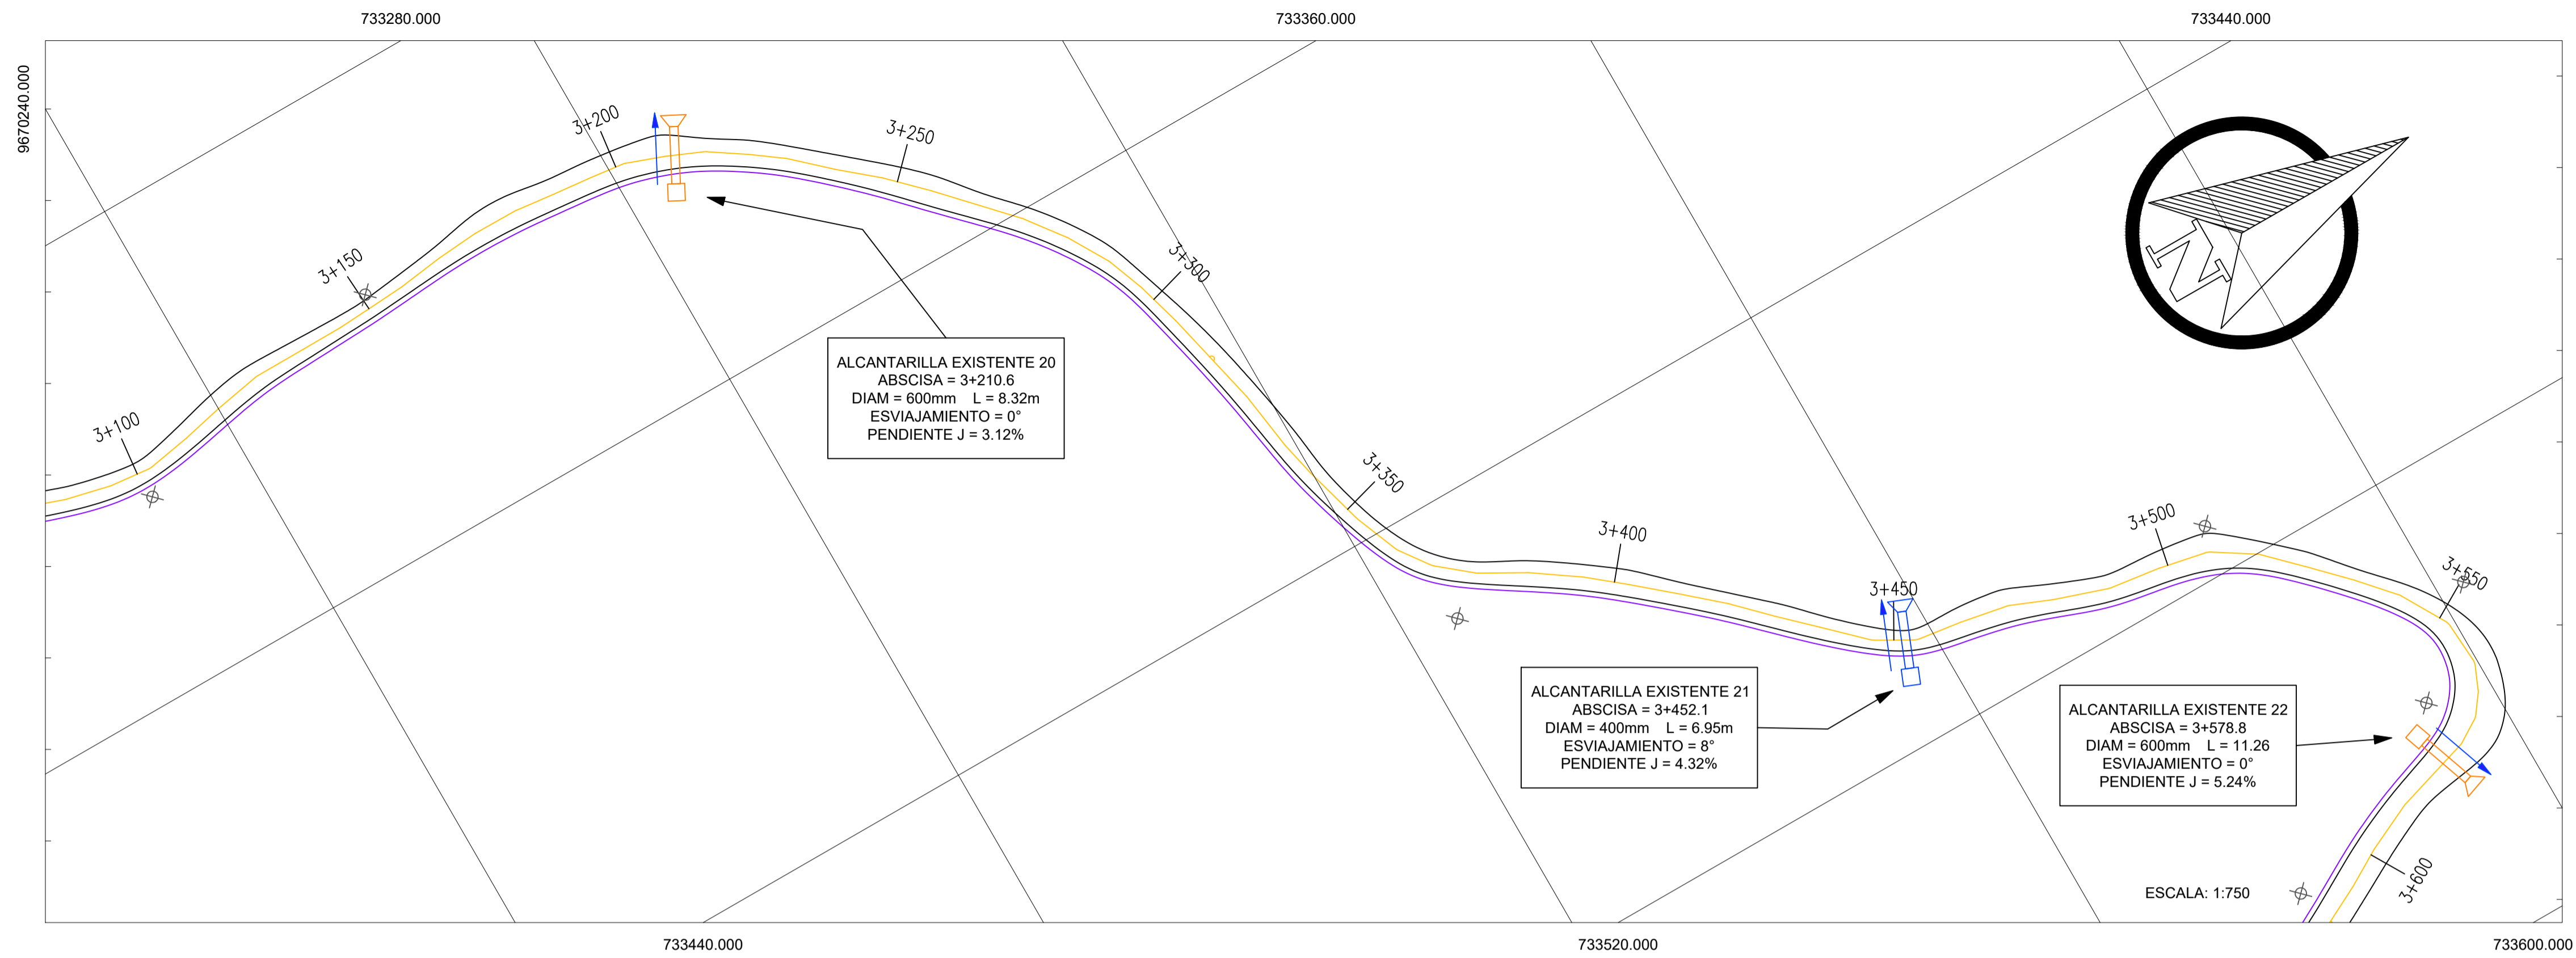 733280.000
733360.000
733440.000
9670240.000
3+100
3+150
3+200
3+250
3+300
3+350
3+400
3+450
3+500
3+550
3+600
N
ALCANTARILLA EXISTENTE 20
ABSCISA = 3+210.6
DIAM = 600mm L = 8.32m
ESVIAJAMIENTO = 0°
PENDIENTE J = 3.12%
ALCANTARILLA EXISTENTE 21
ABSCISA = 3+452.1
DIAM = 400mm L = 6.95m
ESVIAJAMIENTO = 8°
PENDIENTE J = 4.32%
ALCANTARILLA EXISTENTE 22
ABSCISA = 3+578.8
DIAM = 600mm L = 11.26
ESVIAJAMIENTO = 0°
PENDIENTE J = 5.24%
ESCALA: 1:750
733440.000
733520.000
733600.000